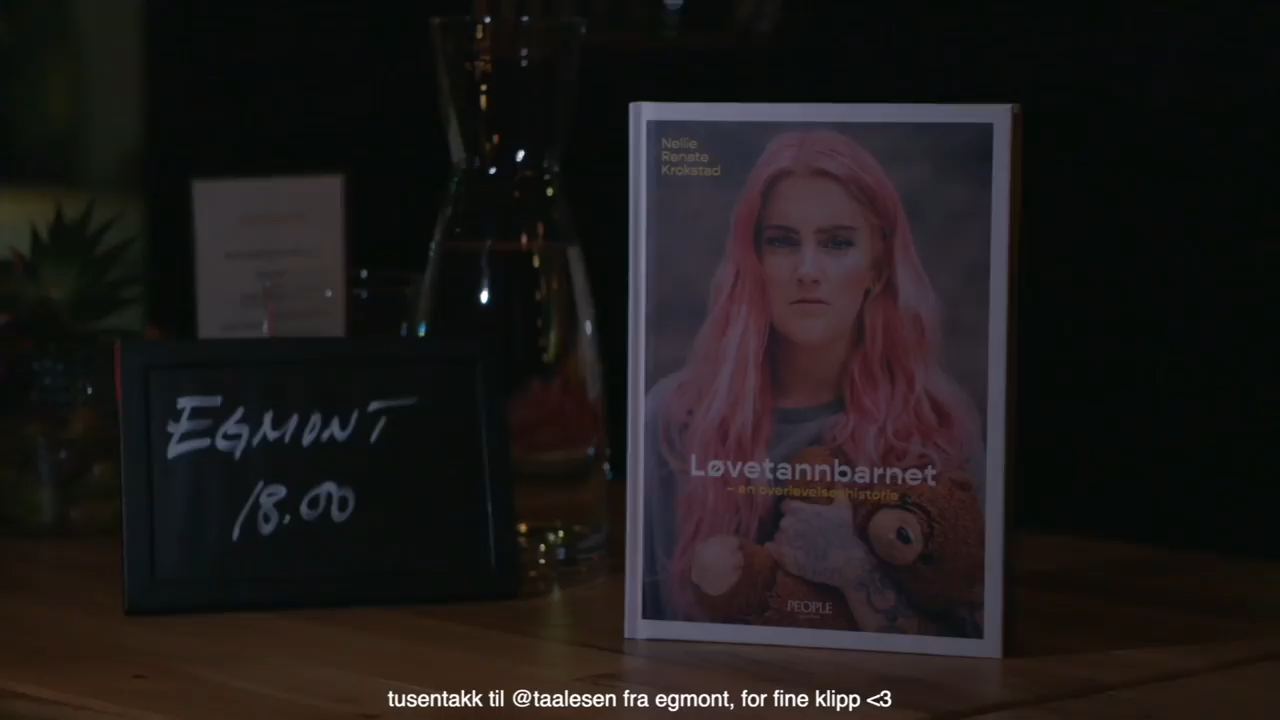 Nellie
Renate
Krokstad
Løvetannbarnet
– en overlevelseshistorie
PEOPLE
EGMONT
18.00
tusentakk til @taalesen fra egmont, for fine klipp <3